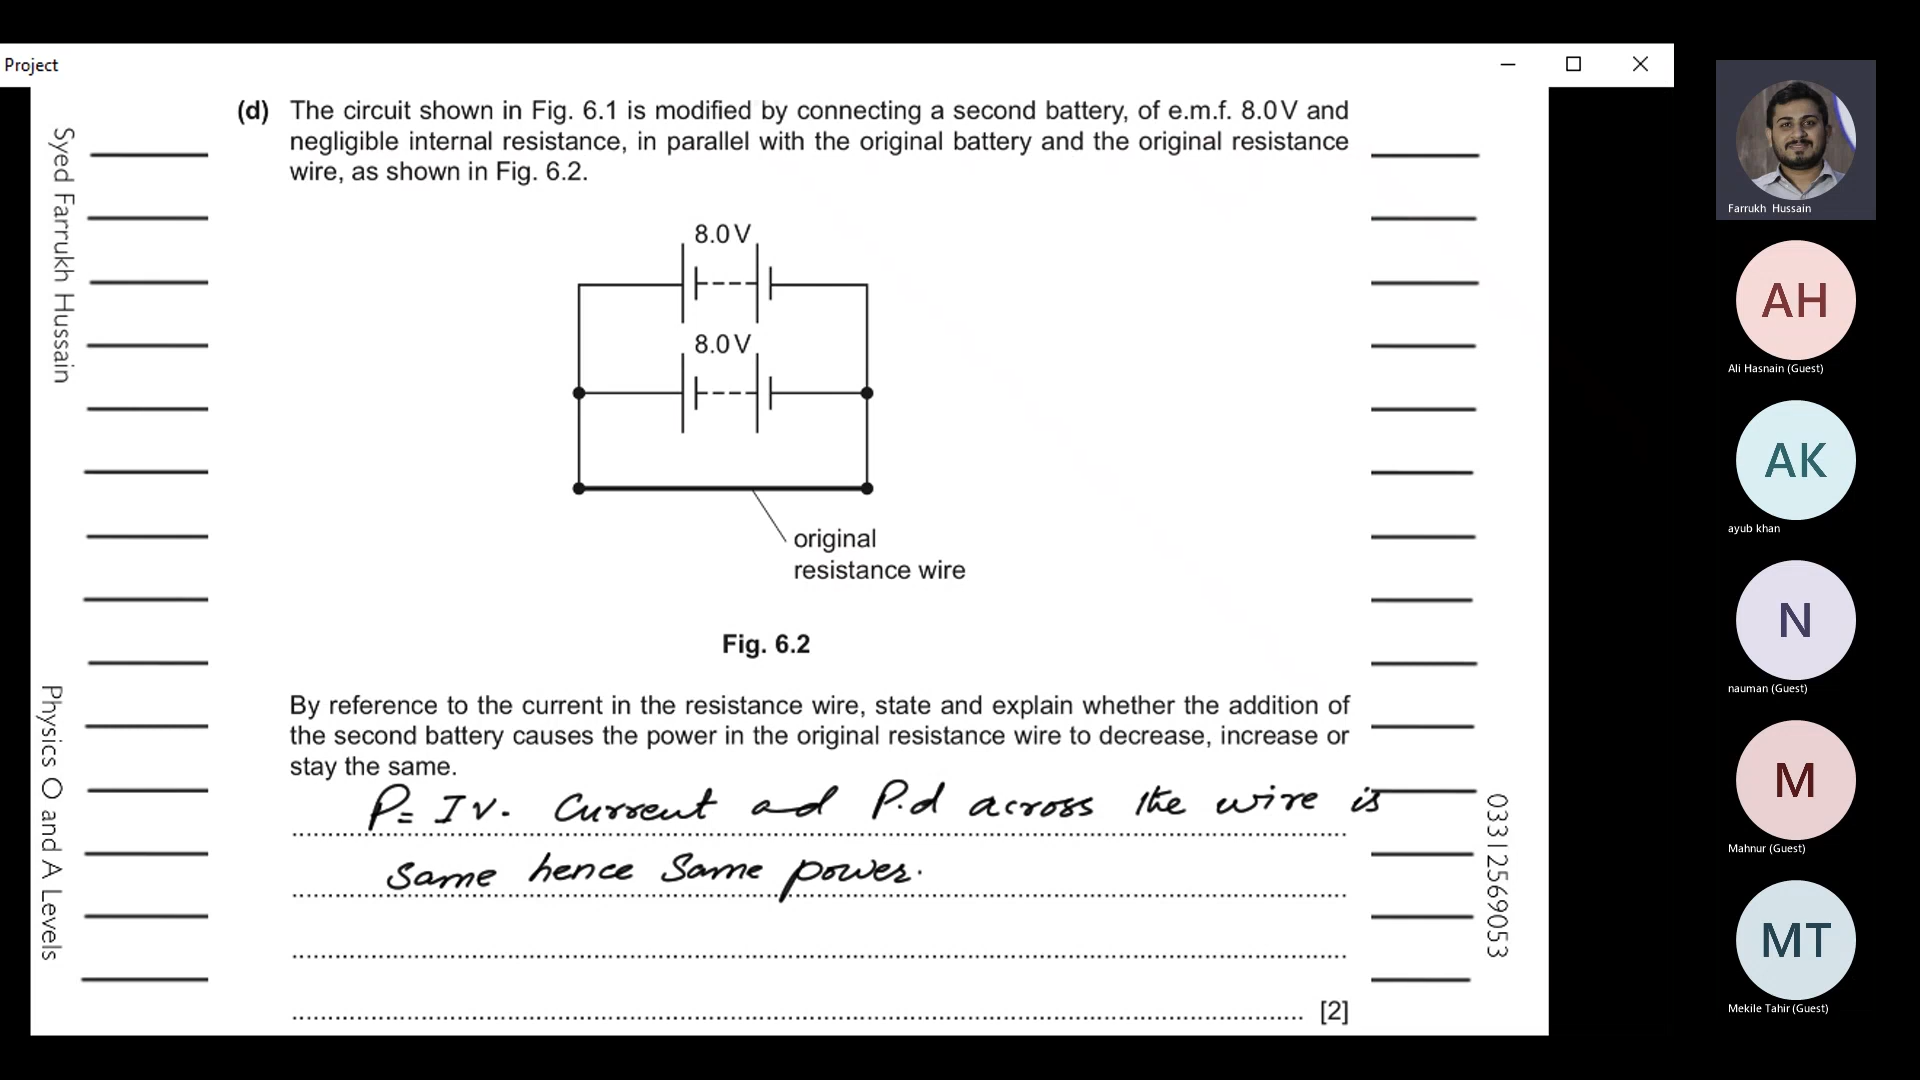 Project
(d) The circuit shown in Fig. 6.1 is modified by connecting a second battery, of e.m.f. 8.0V and
negligible internal resistance, in parallel with the original battery and the original resistance
wire, as shown in Fig. 6.2.
8.0V
8.0V
original
resistance wire
Fig. 6.2
By reference to the current in the resistance wire, state and explain whether the addition of
the second battery causes the power in the original resistance wire to decrease, increase or
stay the same.
P= IV. Current and P.d across the wire is
same hence same power.
[2]
Syed Farrukh Hussain
Physics O and A Levels
03312569053
Farrukh Hussain
AH
Ali Hasnain (Guest)
AK
ayub khan
N
nauman (Guest)
M
Mahnur (Guest)
MT
Mekile Tahir (Guest)